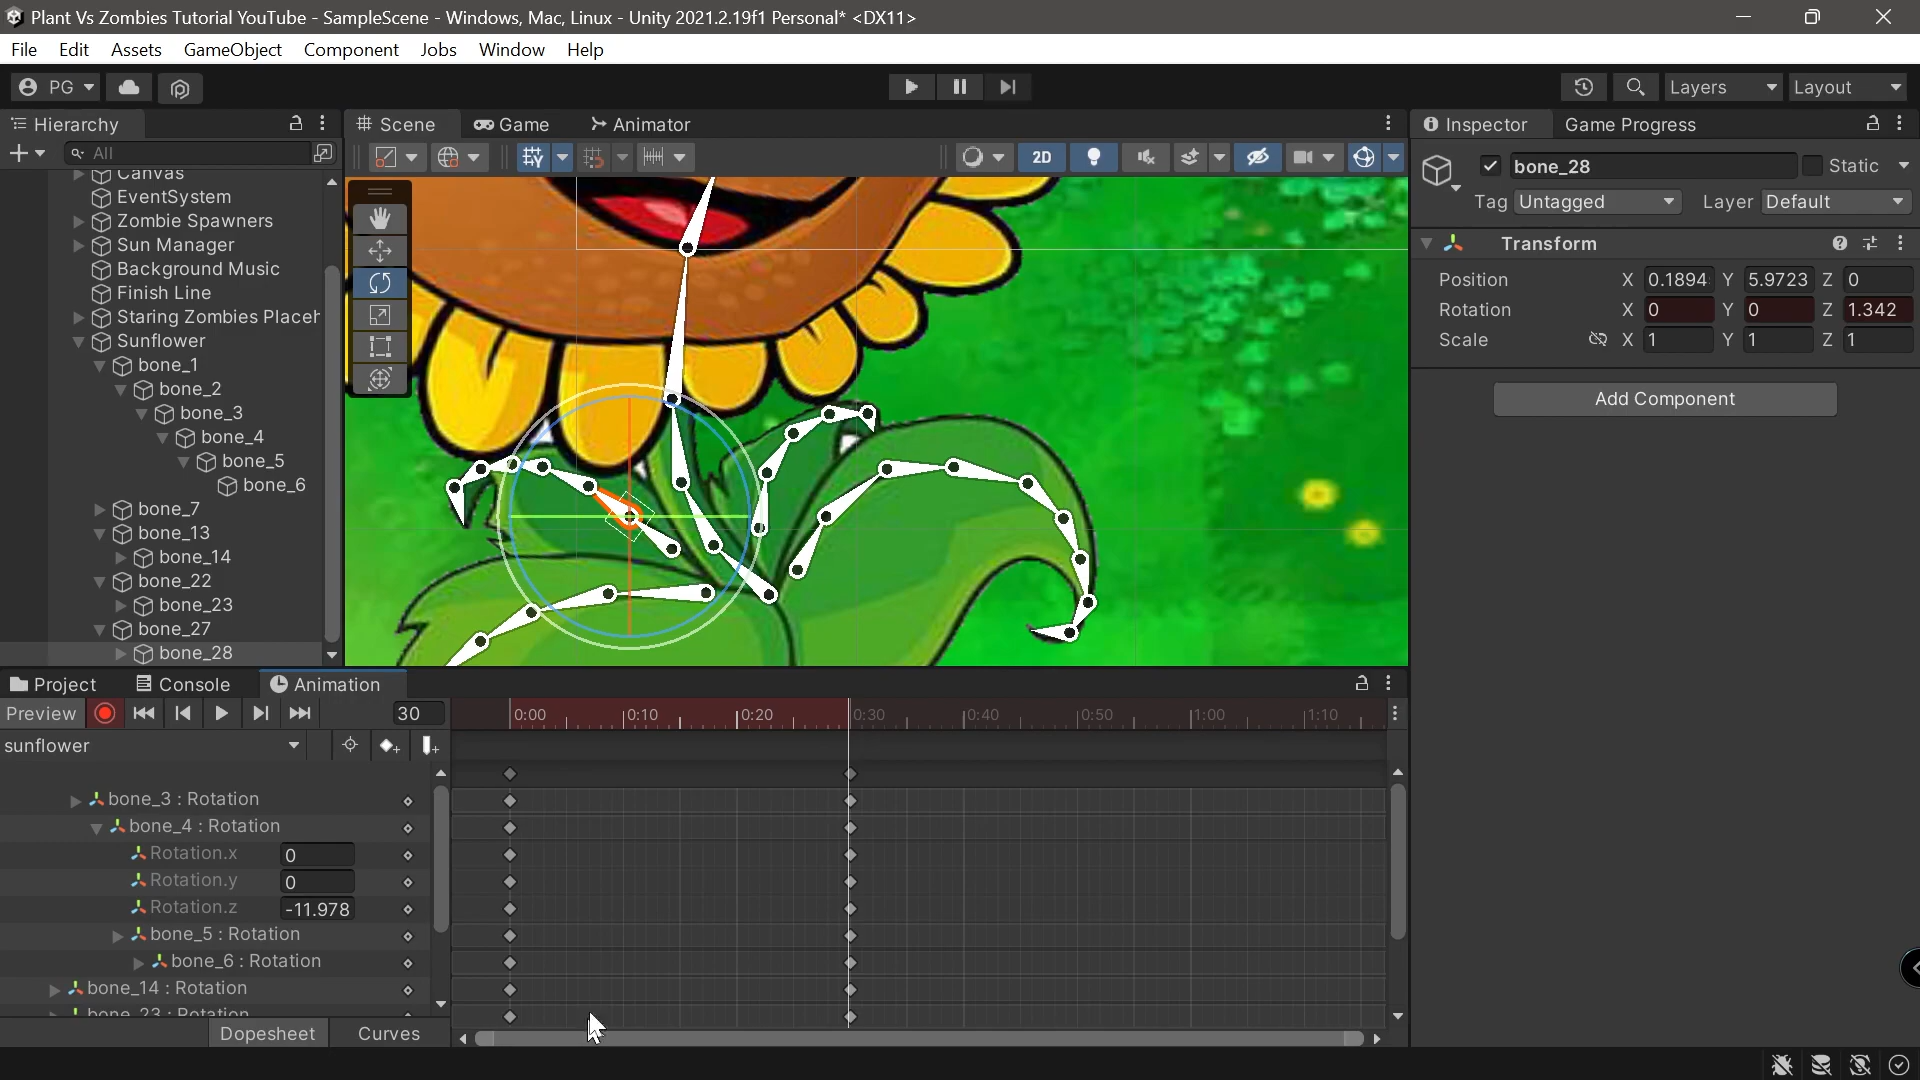 Plant Vs Zombies Tutorial YouTube - SampleScene - Windows, Mac, Linux - Unity 2021.2.19f1 Personal* <DX11>
File Edit Assets GameObject Component Jobs Window Help
PG Layers Layout
Hierarchy Scene Game Animator Inspector Game Progress
All 2D bone_28 Static
Canvas
EventSystem
Tag Untagged Layer Default
Zombie Spawners
Sun Manager Transform
Background Music Position X 0.1894 Y 5.9723 Z 0
Finish Line
Rotation X 0 Y 0 Z 1.342
Staring Zombies Placer
Sunflower Scale X 1 Y 1 Z 1
bone_1
bone_2 Add Component
bone_3
bone_4
bone_5
bone_6
bone_7
bone_13
bone_14
bone_22
bone_23
bone_27
bone_28
Project Console Animation
Preview 30 0:00 0:10 0:20 0:30 0:40 0:50 1:00 1:10
sunflower
bone_3 : Rotation
bone_4 : Rotation
Rotation.x 0
Rotation.y 0
Rotation.z -11.978
bone_5 : Rotation
bone_6 : Rotation
bone_14 : Rotation
bone_23 : Rotation
Dopesheet Curves